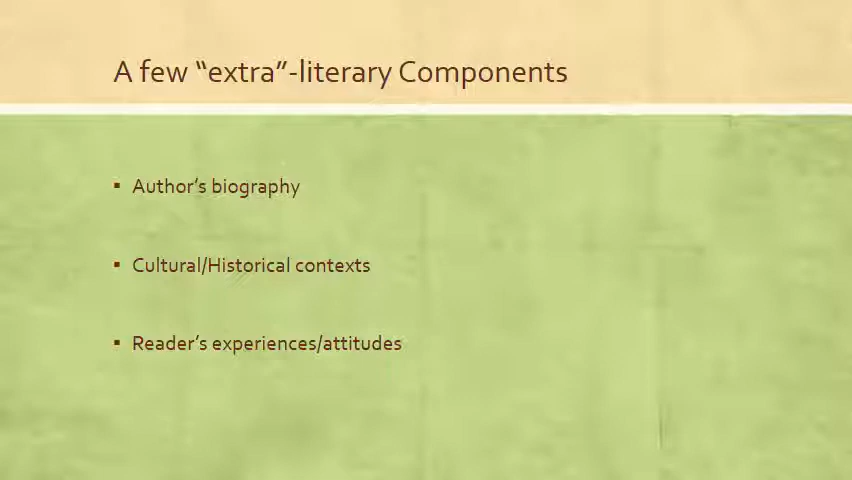 A few “extra”-literary Components
▪ Author’s biography
▪ Cultural/Historical contexts
▪ Reader’s experiences/attitudes